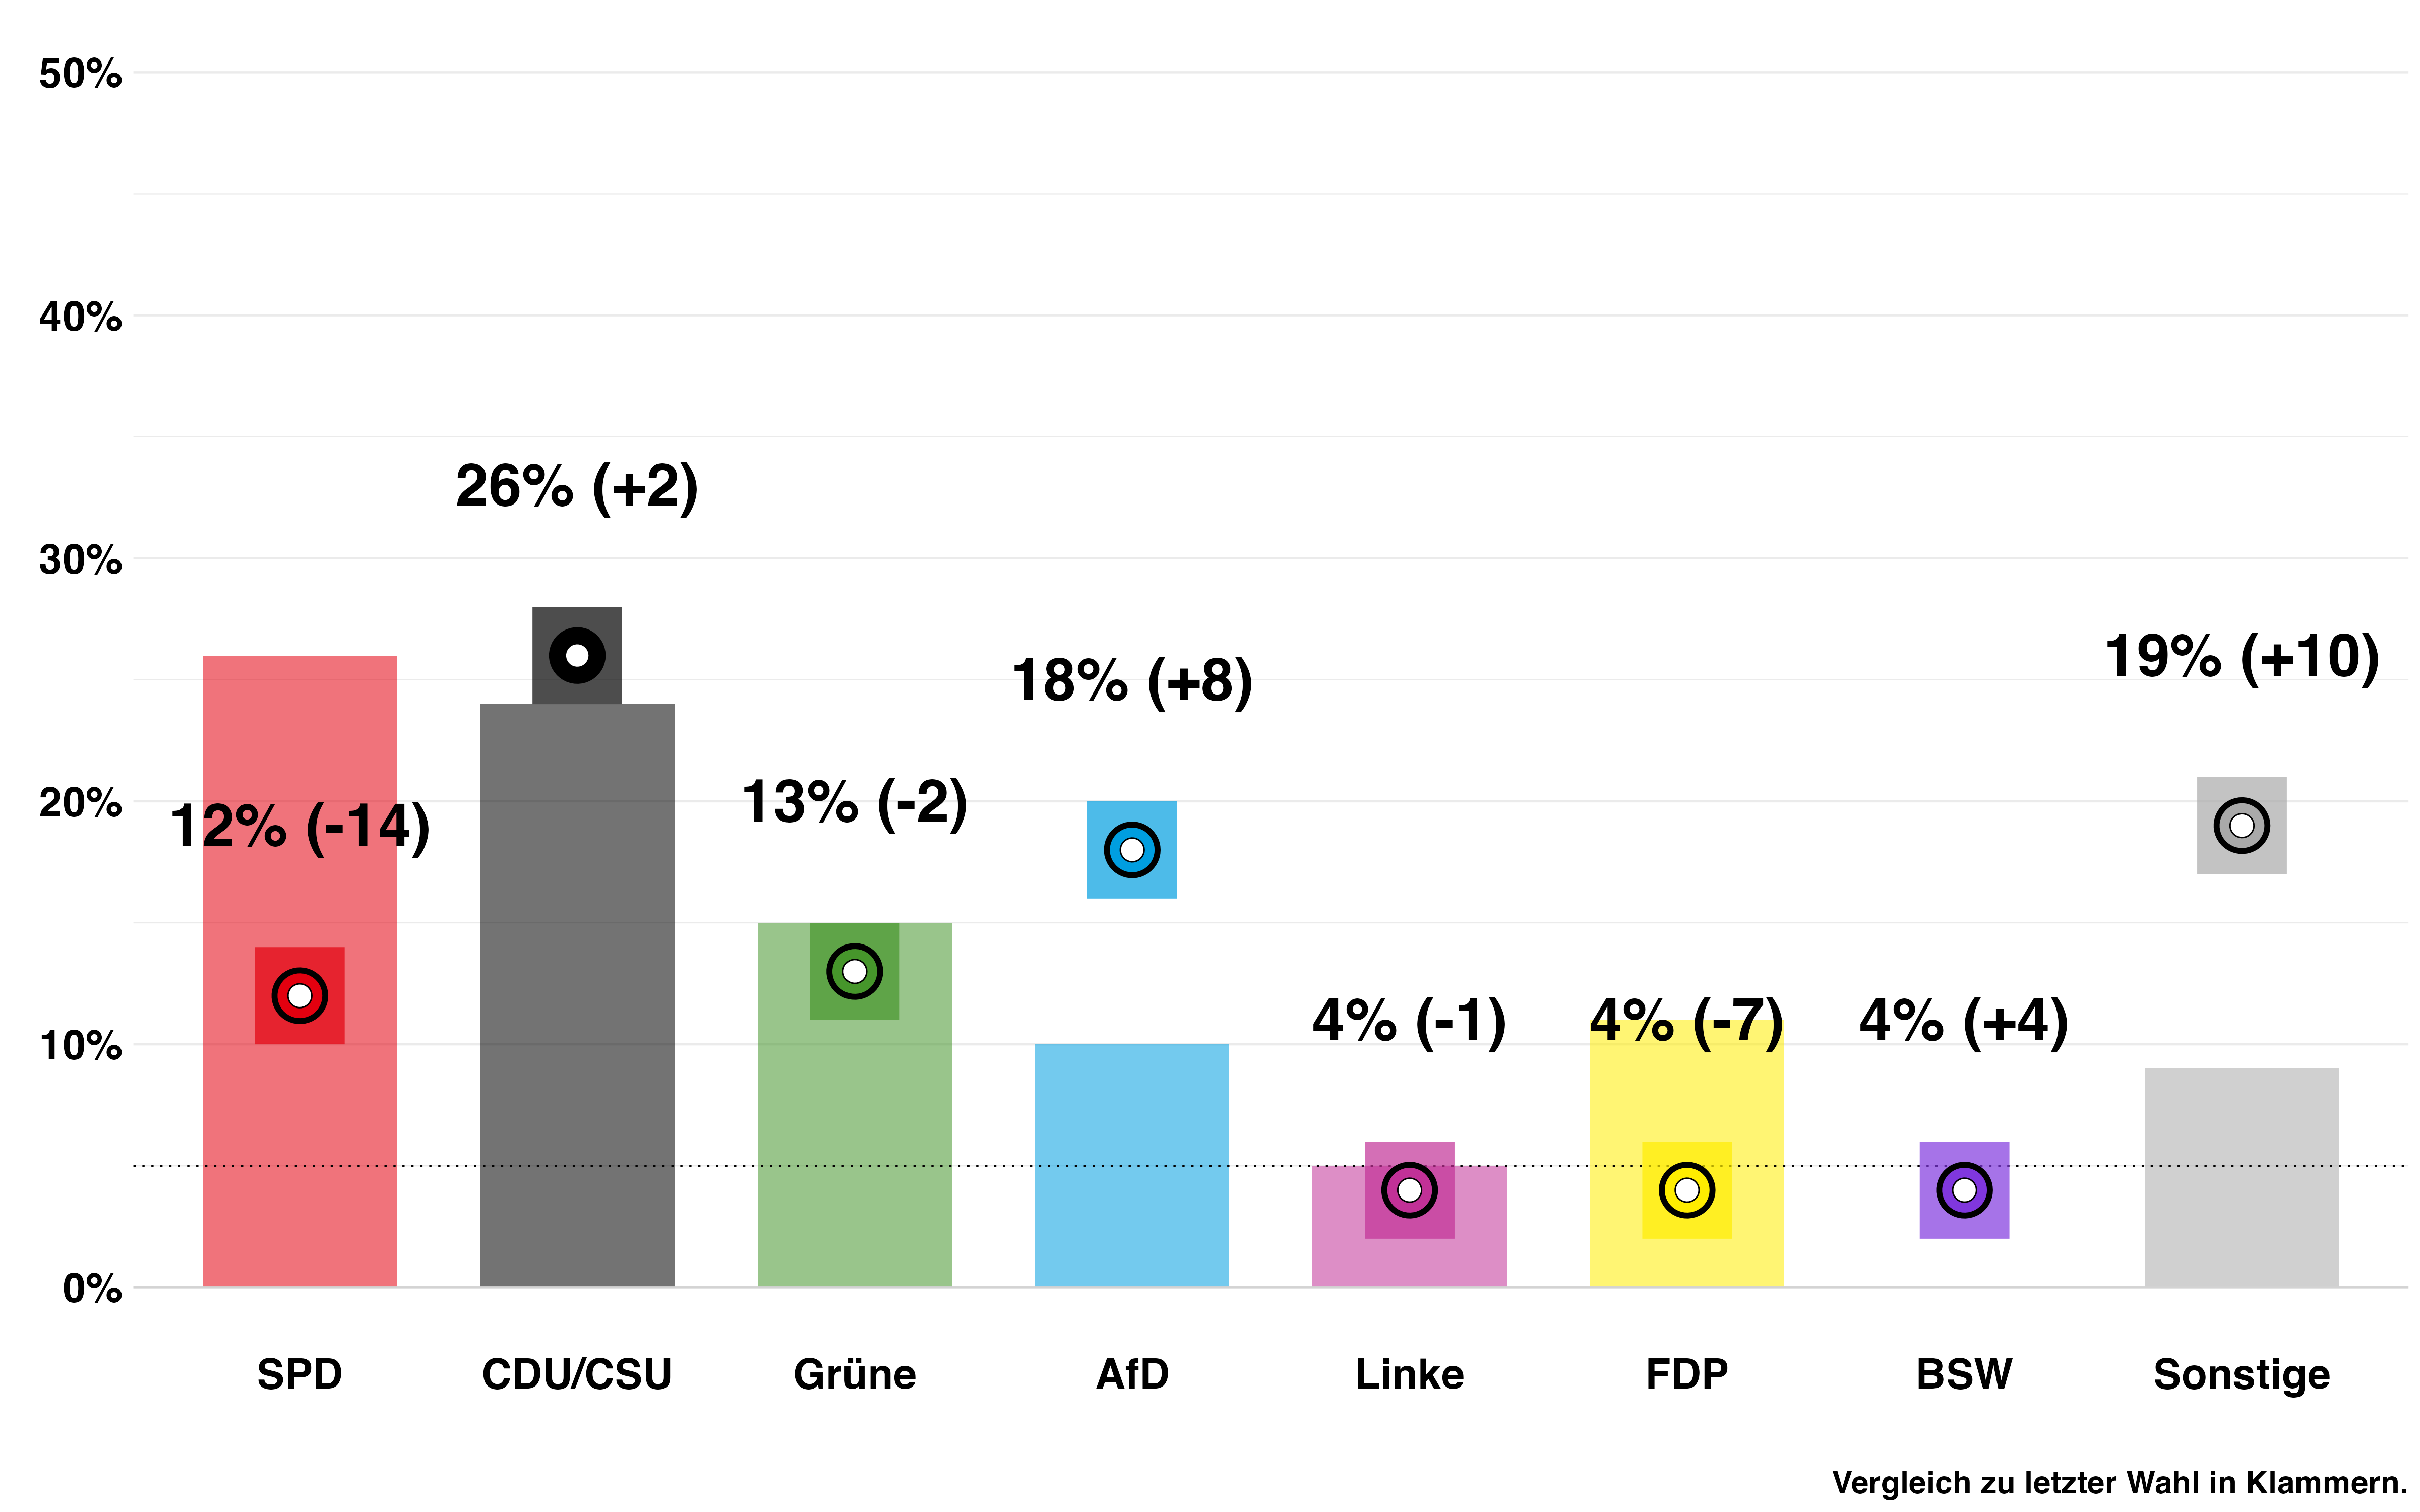 50%
40%
30%
20%
10%
0%
12% (-14)
26% (+2)
13% (-2)
18% (+8)
4% (-1)
4% (-7)
4% (+4)
19% (+10)
SPD
CDU/CSU
Grüne
AfD
Linke
FDP
BSW
Sonstige
Vergleich zu letzter Wahl in Klammern.